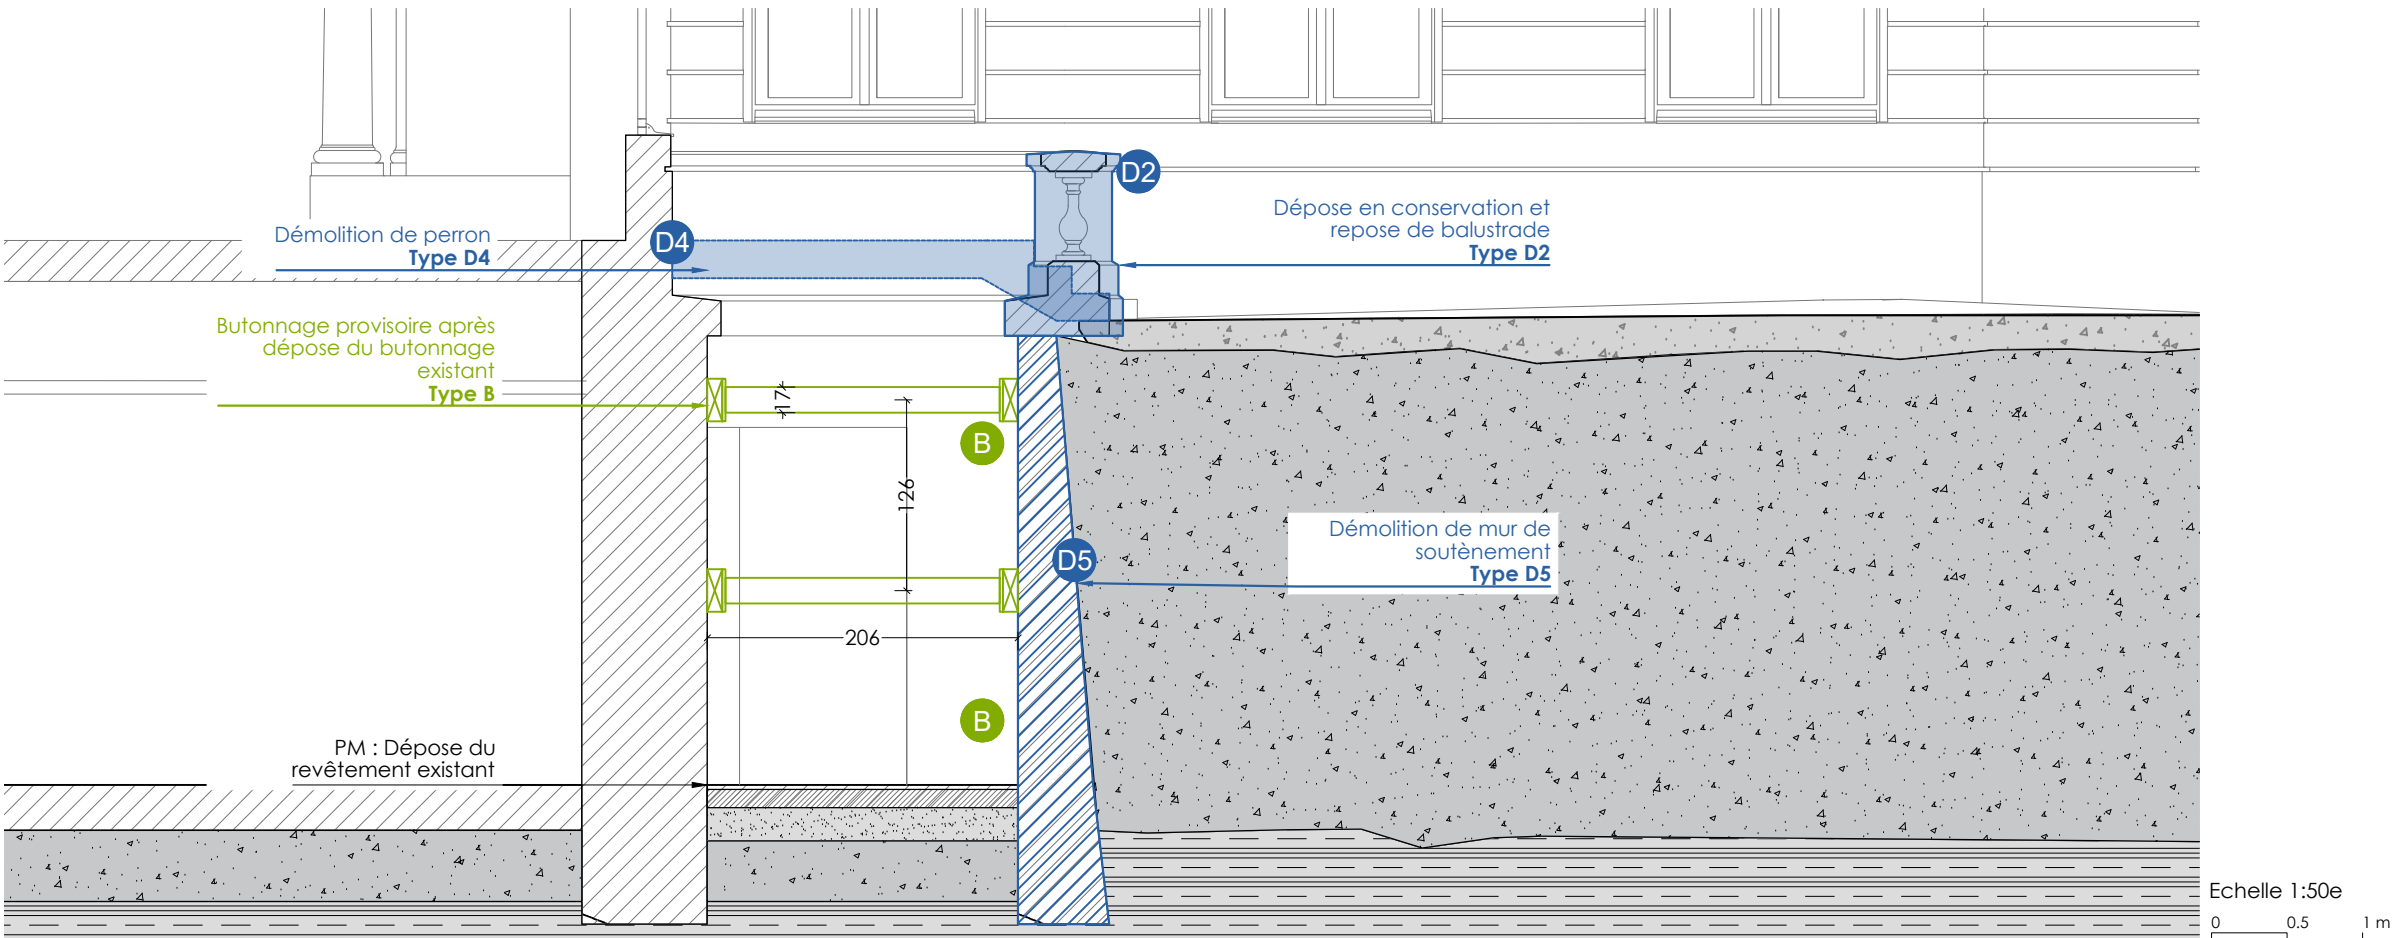 D2
Dépose en conservation et
repose de balustrade
Type D2
Démolition de perron
Type D4
D4
Butonnage provisoire après
dépose du butonnage
existant
Type B
17
B
126
Démolition de mur de
soutènement
Type D5
D5
206
B
PM : Dépose du
revêtement existant
Echelle 1:50e
0 0.5 1 m